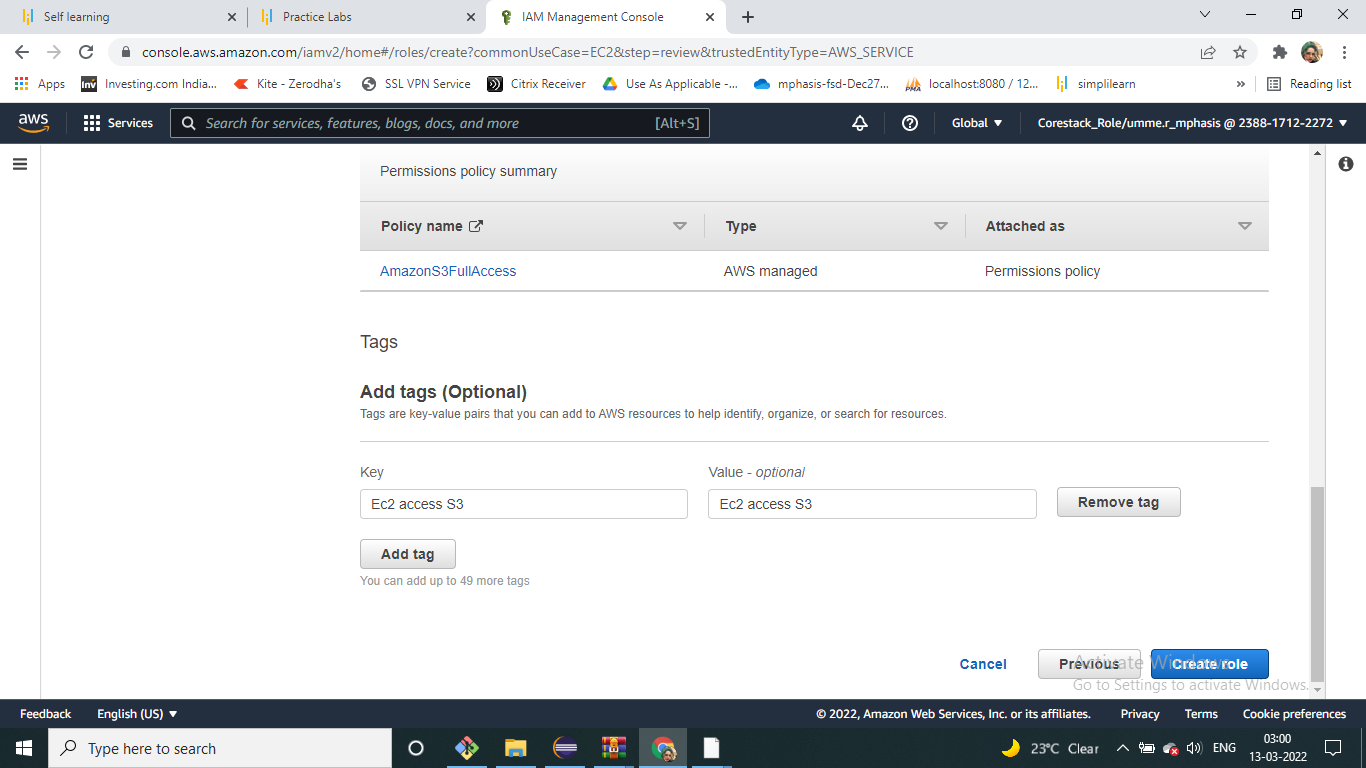 Self learning
Practice Labs
IAM Management Console
console.aws.amazon.com/iamv2/home#/roles/create?commonUseCase=EC2&step=review&trustedEntityType=AWS_SERVICE
Apps
inv Investing.com India...
Kite - Zerodha's
SSL VPN Service
Citrix Receiver
Use As Applicable -...
mphasis-fsd-Dec27...
PMA localhost:8080 / 12...
simplilearn
»
Reading list
aws
Services
Search for services, features, blogs, docs, and more [Alt+S]
Global
Corestack_Role/umme.r_mphasis @ 2388-1712-2272
Permissions policy summary
Policy name Type Attached as
AmazonS3FullAccess AWS managed Permissions policy
Tags
Add tags (Optional)
Tags are key-value pairs that you can add to AWS resources to help identify, organize, or search for resources.
Key Value - optional
Ec2 access S3 Ec2 access S3 Remove tag
Add tag
You can add up to 49 more tags
Cancel Previous Create role
Activate Windows
Go to Settings to activate Windows.
Feedback English (US) © 2022, Amazon Web Services, Inc. or its affiliates. Privacy Terms Cookie preferences
Type here to search
23°C Clear
ENG
03:00
13-03-2022